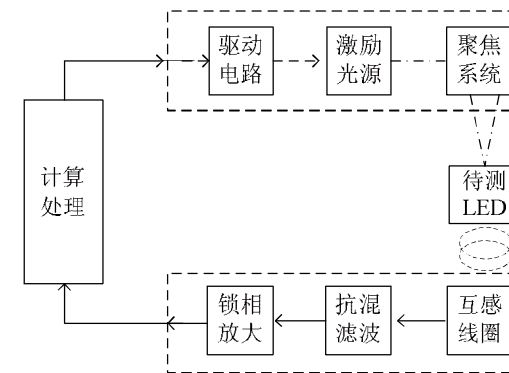 驱动
电路
激励
光源
聚焦
系统
计算
处理
待测
LED
锁相
放大
抗混
滤波
互感
线圈